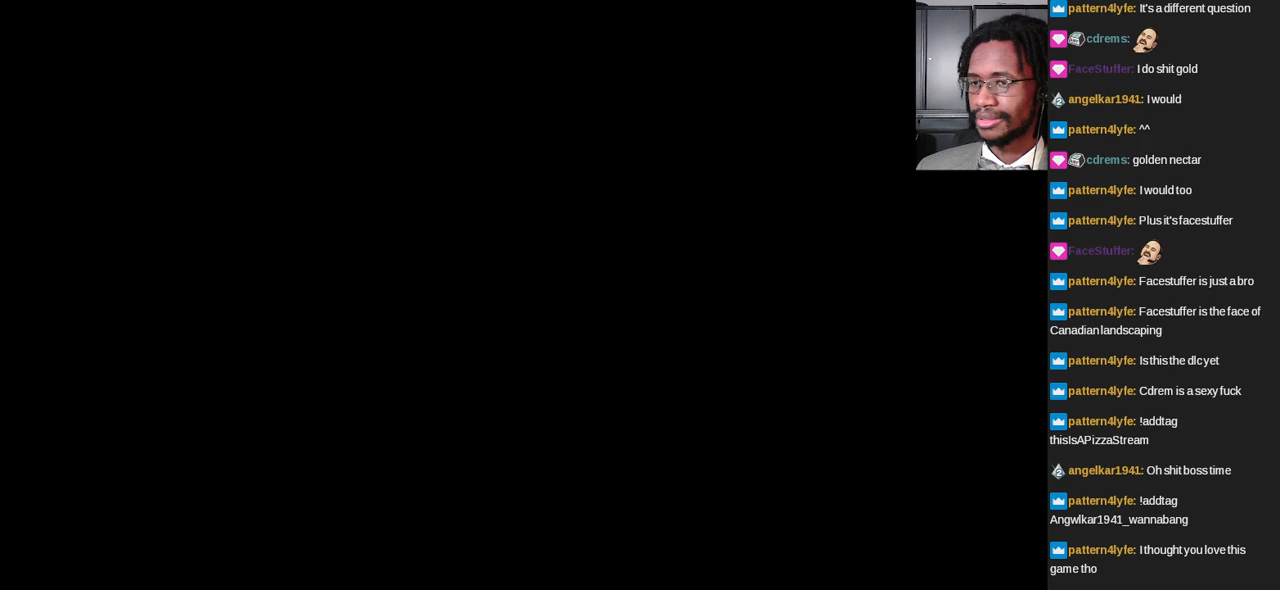 pattern4lyfe: It's a different question
cdrems:
FaceStuffer: I do shit gold
angelkar1941: I would
pattern4lyfe: ^^
cdrems: golden nectar
pattern4lyfe: I would too
pattern4lyfe: Plus it's facestuffer
FaceStuffer:
pattern4lyfe: Facestuffer is just a bro
pattern4lyfe: Facestuffer is the face of
Canadian landscaping
pattern4lyfe: Is this the dlc yet
pattern4lyfe: Cdrem is a sexy fuck
pattern4lyfe: !addtag
thisIsAPizzaStream
2 angelkar1941: Oh shit boss time
pattern4lyfe: !addtag
Angwlkar1941_wannabang
pattern4lyfe: I thought you love this
game tho